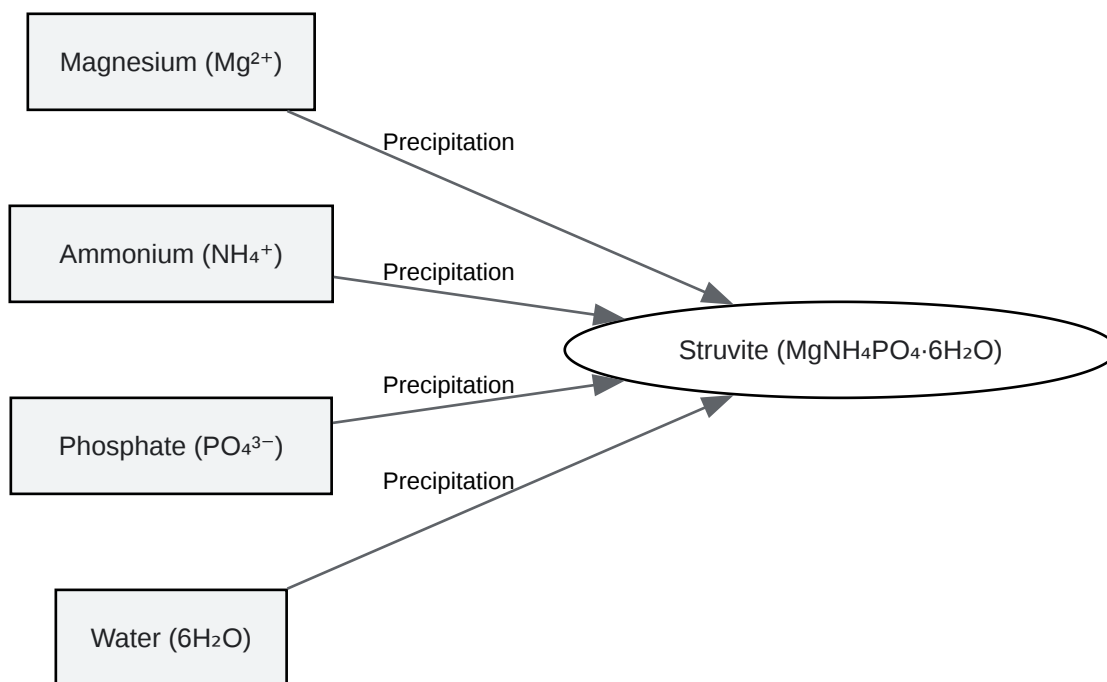 Magnesium (Mg²⁺)
Precipitation
Ammonium (NH₄⁺)
Precipitation
Struvite (MgNH₄PO₄·6H₂O)
Precipitation
Phosphate (PO₄³⁻)
Precipitation
Water (6H₂O)